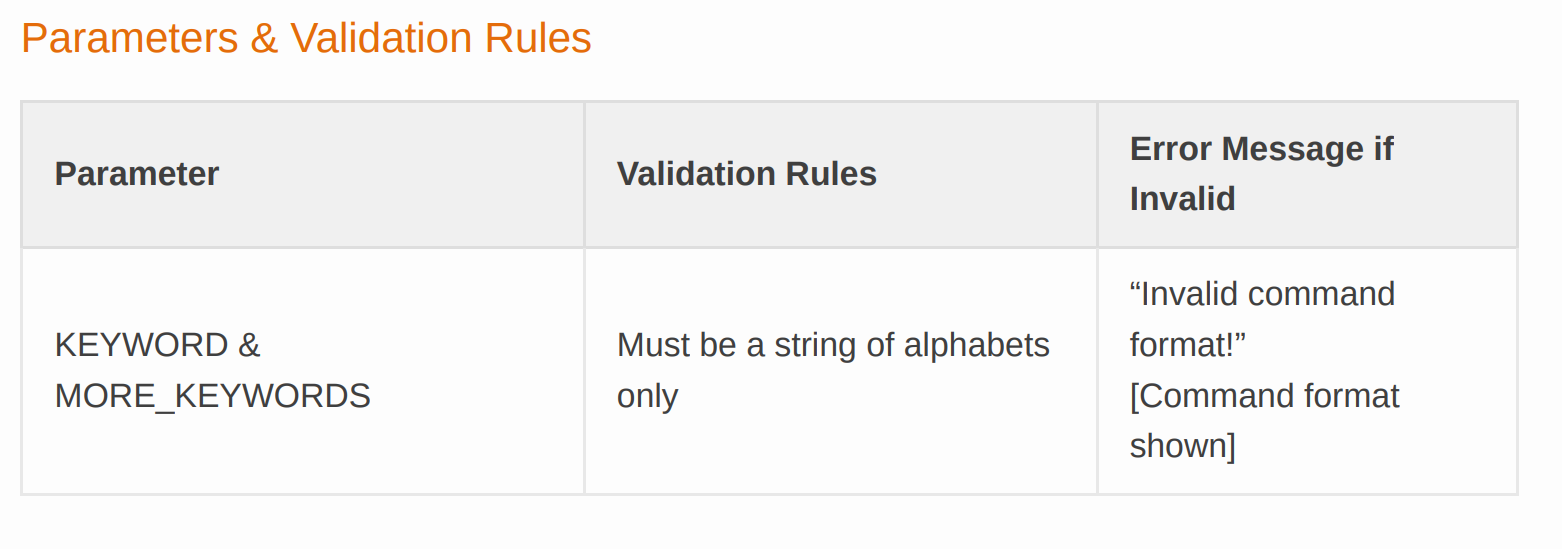 Parameters & Validation Rules
Parameter
Validation Rules
Error Message if
Invalid
KEYWORD &
MORE_KEYWORDS
Must be a string of alphabets
only
“Invalid command
format!”
[Command format
shown]